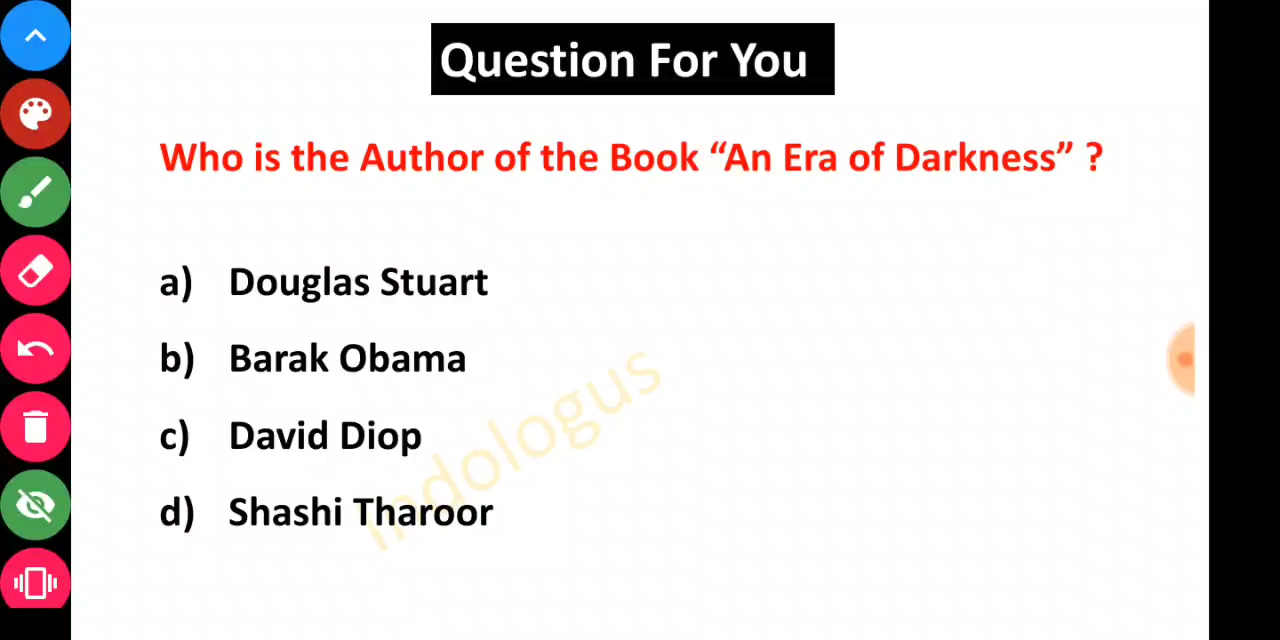 Question For You
Who is the Author of the Book “An Era of Darkness” ?
a) Douglas Stuart
b) Barak Obama
c) David Diop
d) Shashi Tharoor
Indologus